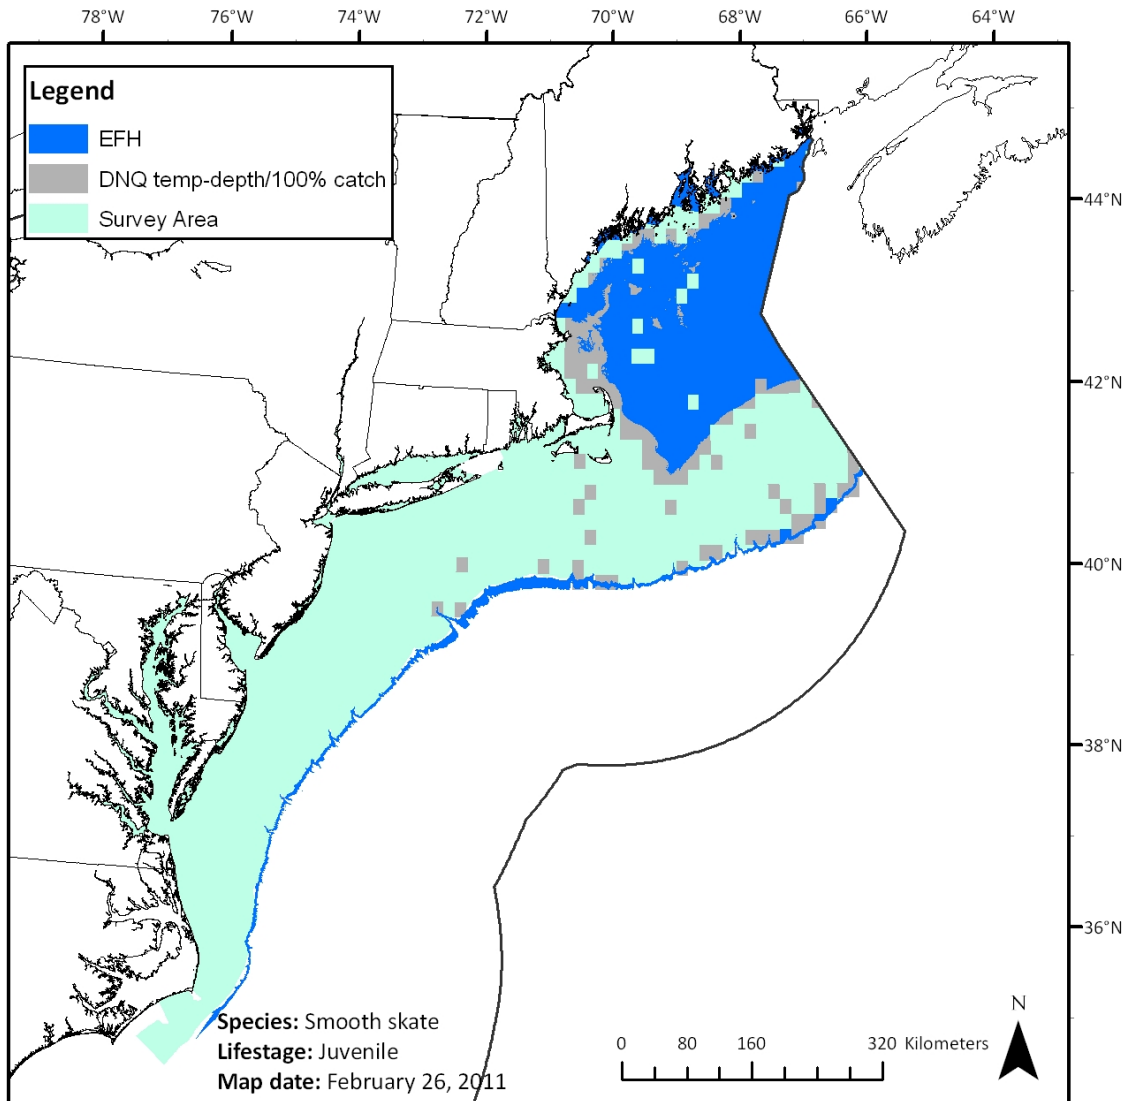 78°W 76°W 74°W 72°W 70°W 68°W 66°W 64°W
Legend
EFH
DNQ temp-depth/100% catch
Survey Area
44°N
42°N
40°N
38°N
36°N
N
Species: Smooth skate
Lifestage: Juvenile
Map date: February 26, 2011
0 80 160 320 Kilometers